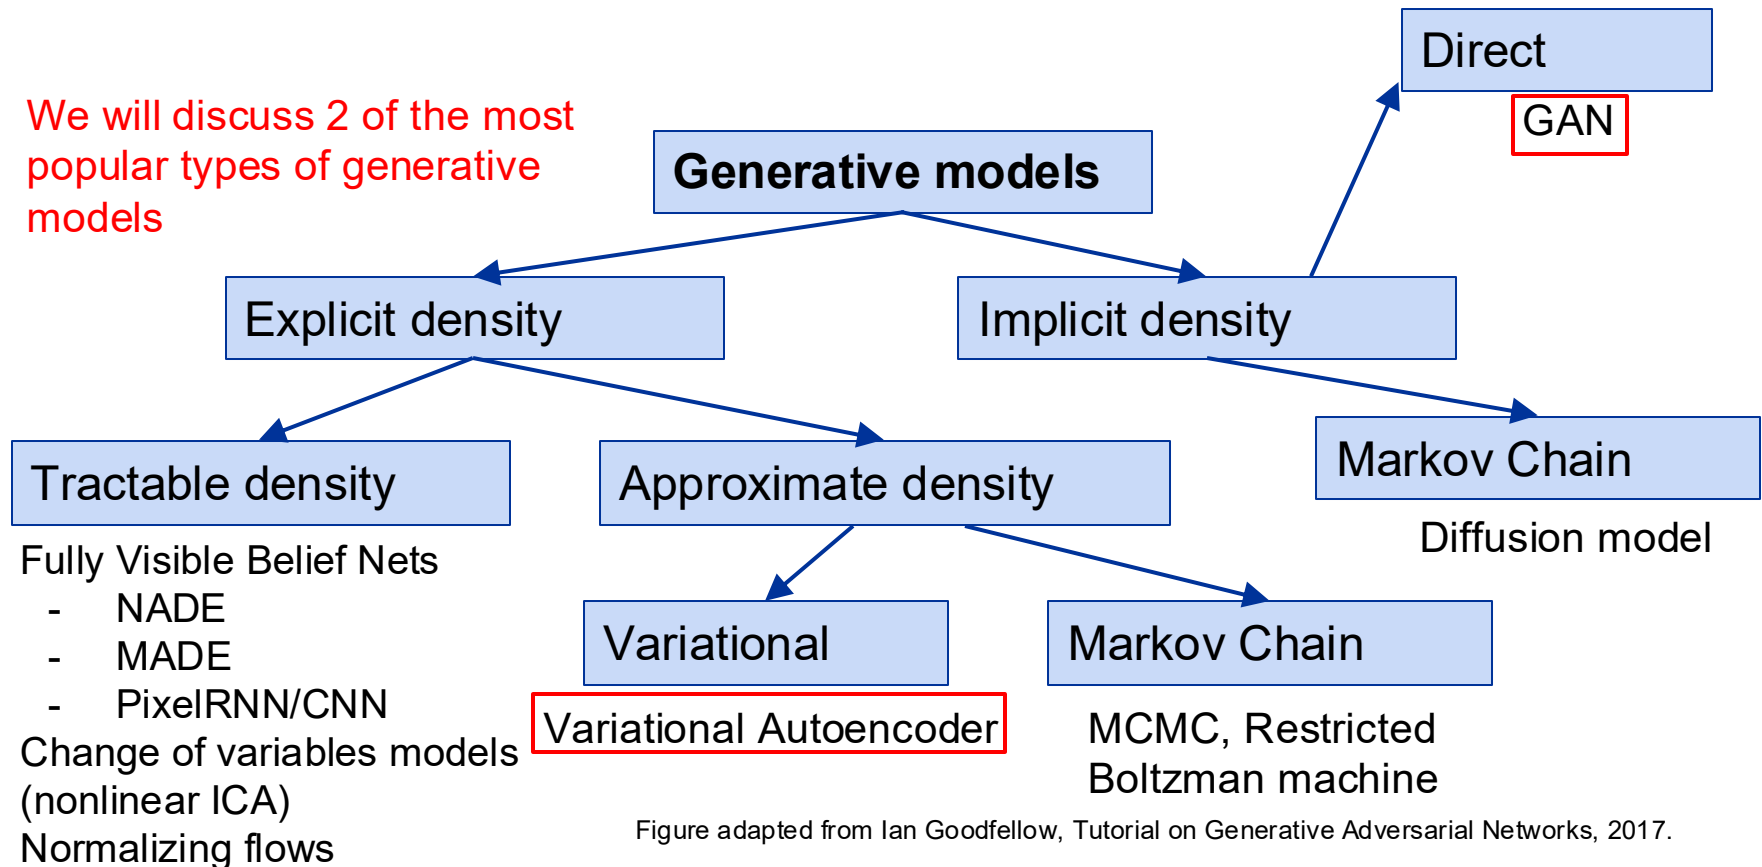 Direct
GAN
We will discuss 2 of the most
popular types of generative
models
Generative models
Explicit density
Implicit density
Tractable density
Approximate density
Markov Chain
Diffusion model
Fully Visible Belief Nets
- NADE
- MADE
- PixelRNN/CNN
Change of variables models
(nonlinear ICA)
Normalizing flows
Variational
Variational Autoencoder
Markov Chain
MCMC, Restricted
Boltzman machine
Figure adapted from Ian Goodfellow, Tutorial on Generative Adversarial Networks, 2017.